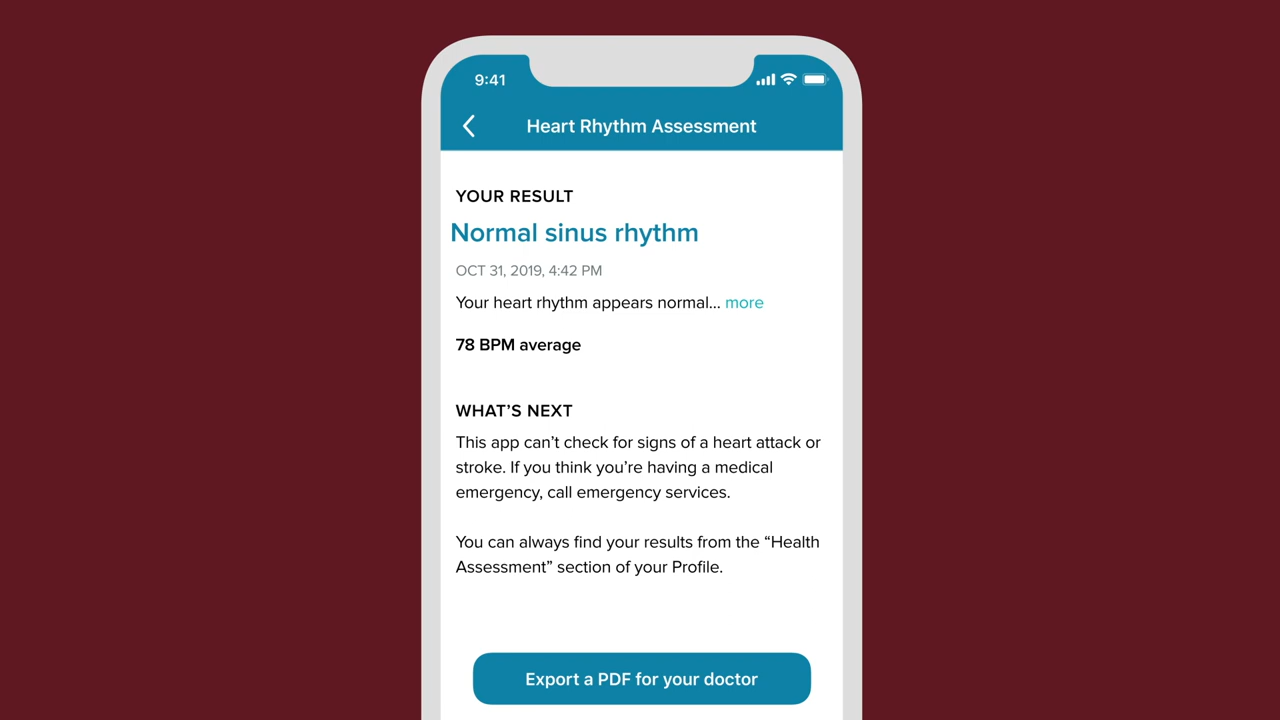 9:41
Heart Rhythm Assessment
YOUR RESULT
Normal sinus rhythm
OCT 31, 2019, 4:42 PM
Your heart rhythm appears normal... more
78 BPM average
WHAT’S NEXT
This app can’t check for signs of a heart attack or
stroke. If you think you’re having a medical
emergency, call emergency services.
You can always find your results from the “Health
Assessment” section of your Profile.
Export a PDF for your doctor